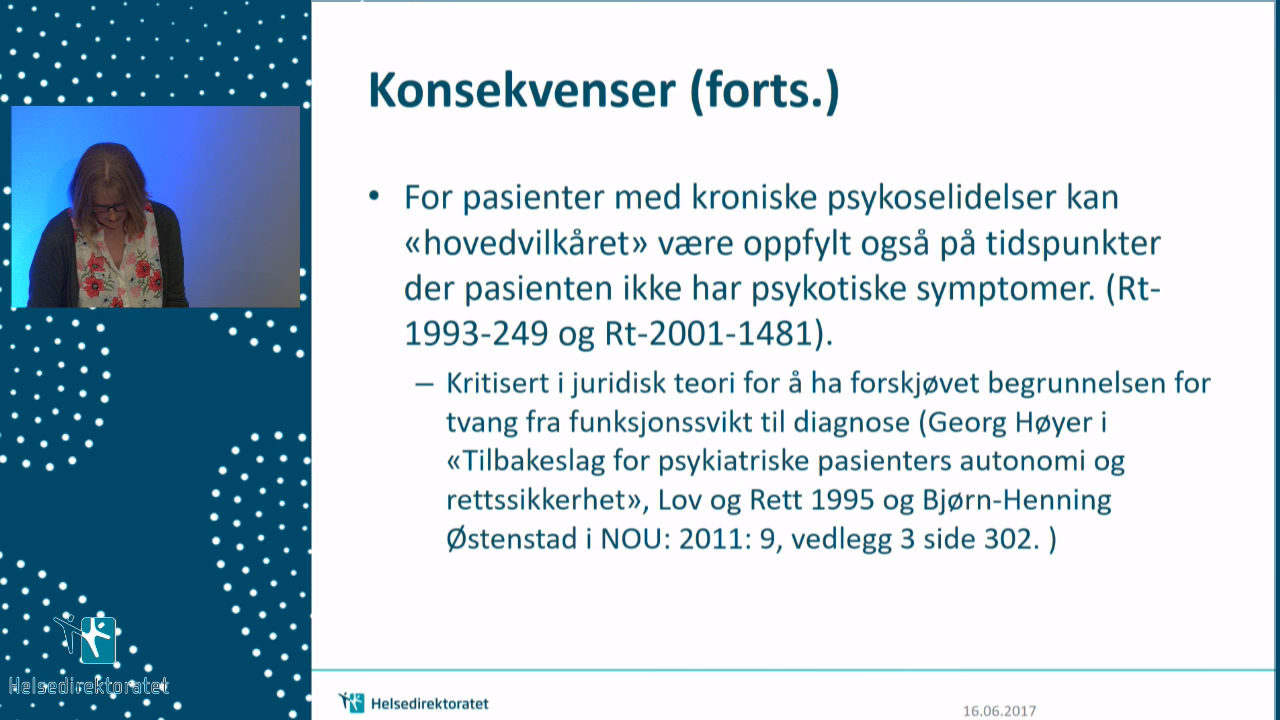 Konsekvenser (forts.)
• For pasienter med kroniske psykoselidelser kan
«hovedvilkåret» være oppfylt også på tidspunkter
der pasienten ikke har psykotiske symptomer. (Rt-
1993-249 og Rt-2001-1481).
– Kritisert i juridisk teori for å ha forskjøvet begrunnelsen for
tvang fra funksjonssvikt til diagnose (Georg Høyer i
«Tilbakeslag for psykiatriske pasienters autonomi og
rettssikkerhet», Lov og Rett 1995 og Bjørn-Henning
Østenstad i NOU: 2011: 9, vedlegg 3 side 302. )
Helsedirektoratet
Helsedirektoratet
16.06.2017